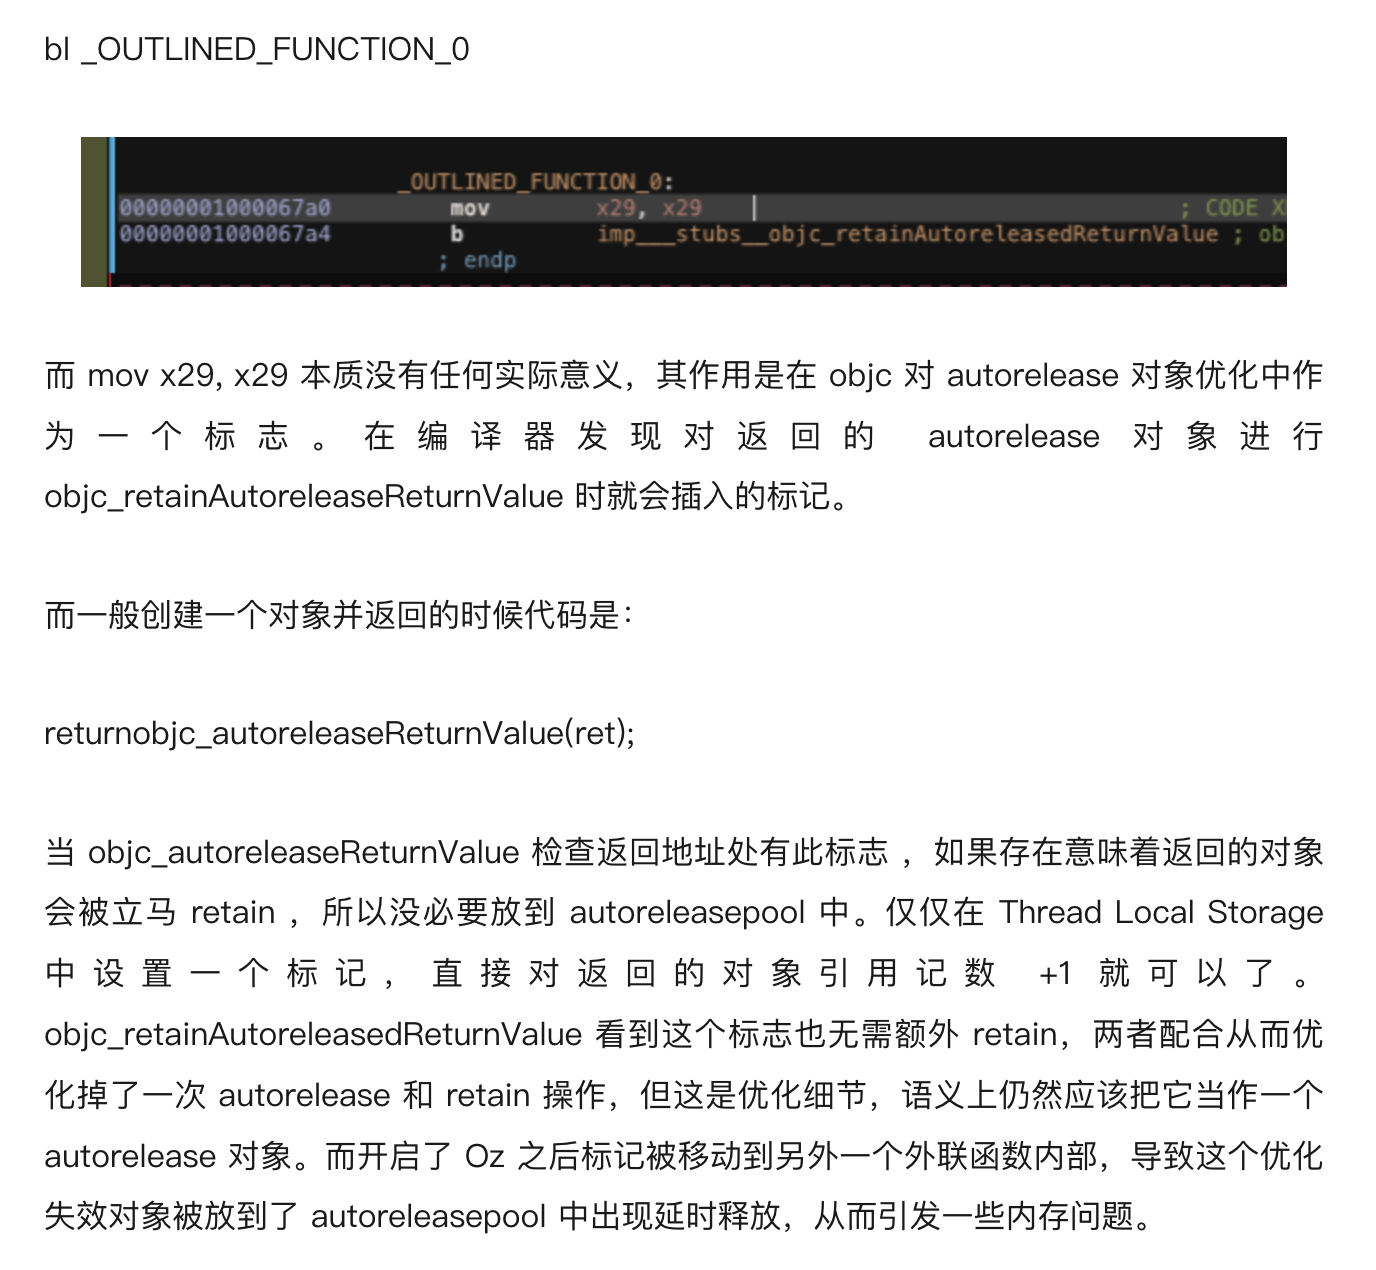 bl _OUTLINED_FUNCTION_0
_OUTLINED_FUNCTION_0:
00000001000067a0 mov x29, x29 ; CODE X
00000001000067a4 b imp___stubs__objc_retainAutoreleasedReturnValue ; ob
; endp
而 mov x29, x29 本质没有任何实际意义，其作用是在 objc 对 autorelease 对象优化中作
为一个标志。在编译器发现对返回的 autorelease 对象进行
objc_retainAutoreleaseReturnValue 时就会插入的标记。
而一般创建一个对象并返回的时候代码是：
returnobjc_autoreleaseReturnValue(ret);
当 objc_autoreleaseReturnValue 检查返回地址处有此标志 ，如果存在意味着返回的对象
会被立马 retain ，所以没必要放到 autoreleasepool 中。仅仅在 Thread Local Storage
中设置一个标记，直接对返回的对象引用记数 +1 就可以了。
objc_retainAutoreleasedReturnValue 看到这个标志也无需额外 retain，两者配合从而优
化掉了一次 autorelease 和 retain 操作，但这是优化细节，语义上仍然应该把它当作一个
autorelease 对象。而开启了 Oz 之后标记被移动到另外一个外联函数内部，导致这个优化
失效对象被放到了 autoreleasepool 中出现延时释放，从而引发一些内存问题。